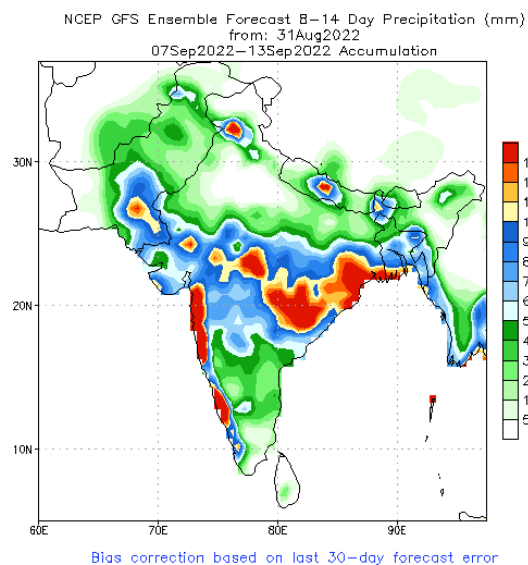 NCEP GFS Ensemble Forecast 8-14 Day Precipitation (mm)
from: 31Aug2022
07Sep2022-13Sep2022 Accumulation
30N
20N
10N
60E 70E 80E 90E
5
Bias correction based on last 30-day forecast error